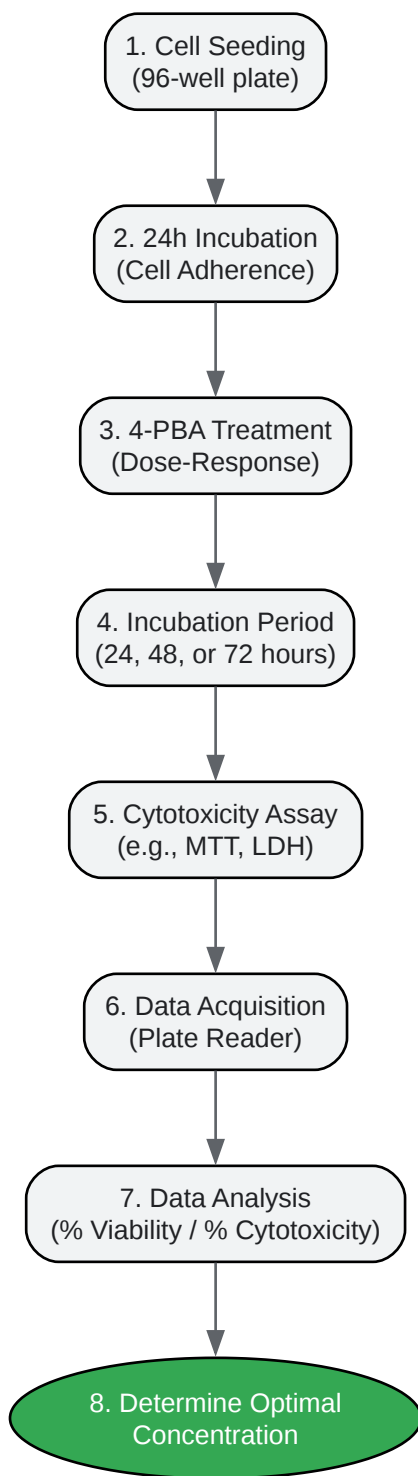 1. Cell Seeding
(96-well plate)
2. 24h Incubation
(Cell Adherence)
3. 4-PBA Treatment
(Dose-Response)
4. Incubation Period
(24, 48, or 72 hours)
5. Cytotoxicity Assay
(e.g., MTT, LDH)
6. Data Acquisition
(Plate Reader)
7. Data Analysis
(% Viability / % Cytotoxicity)
8. Determine Optimal
Concentration